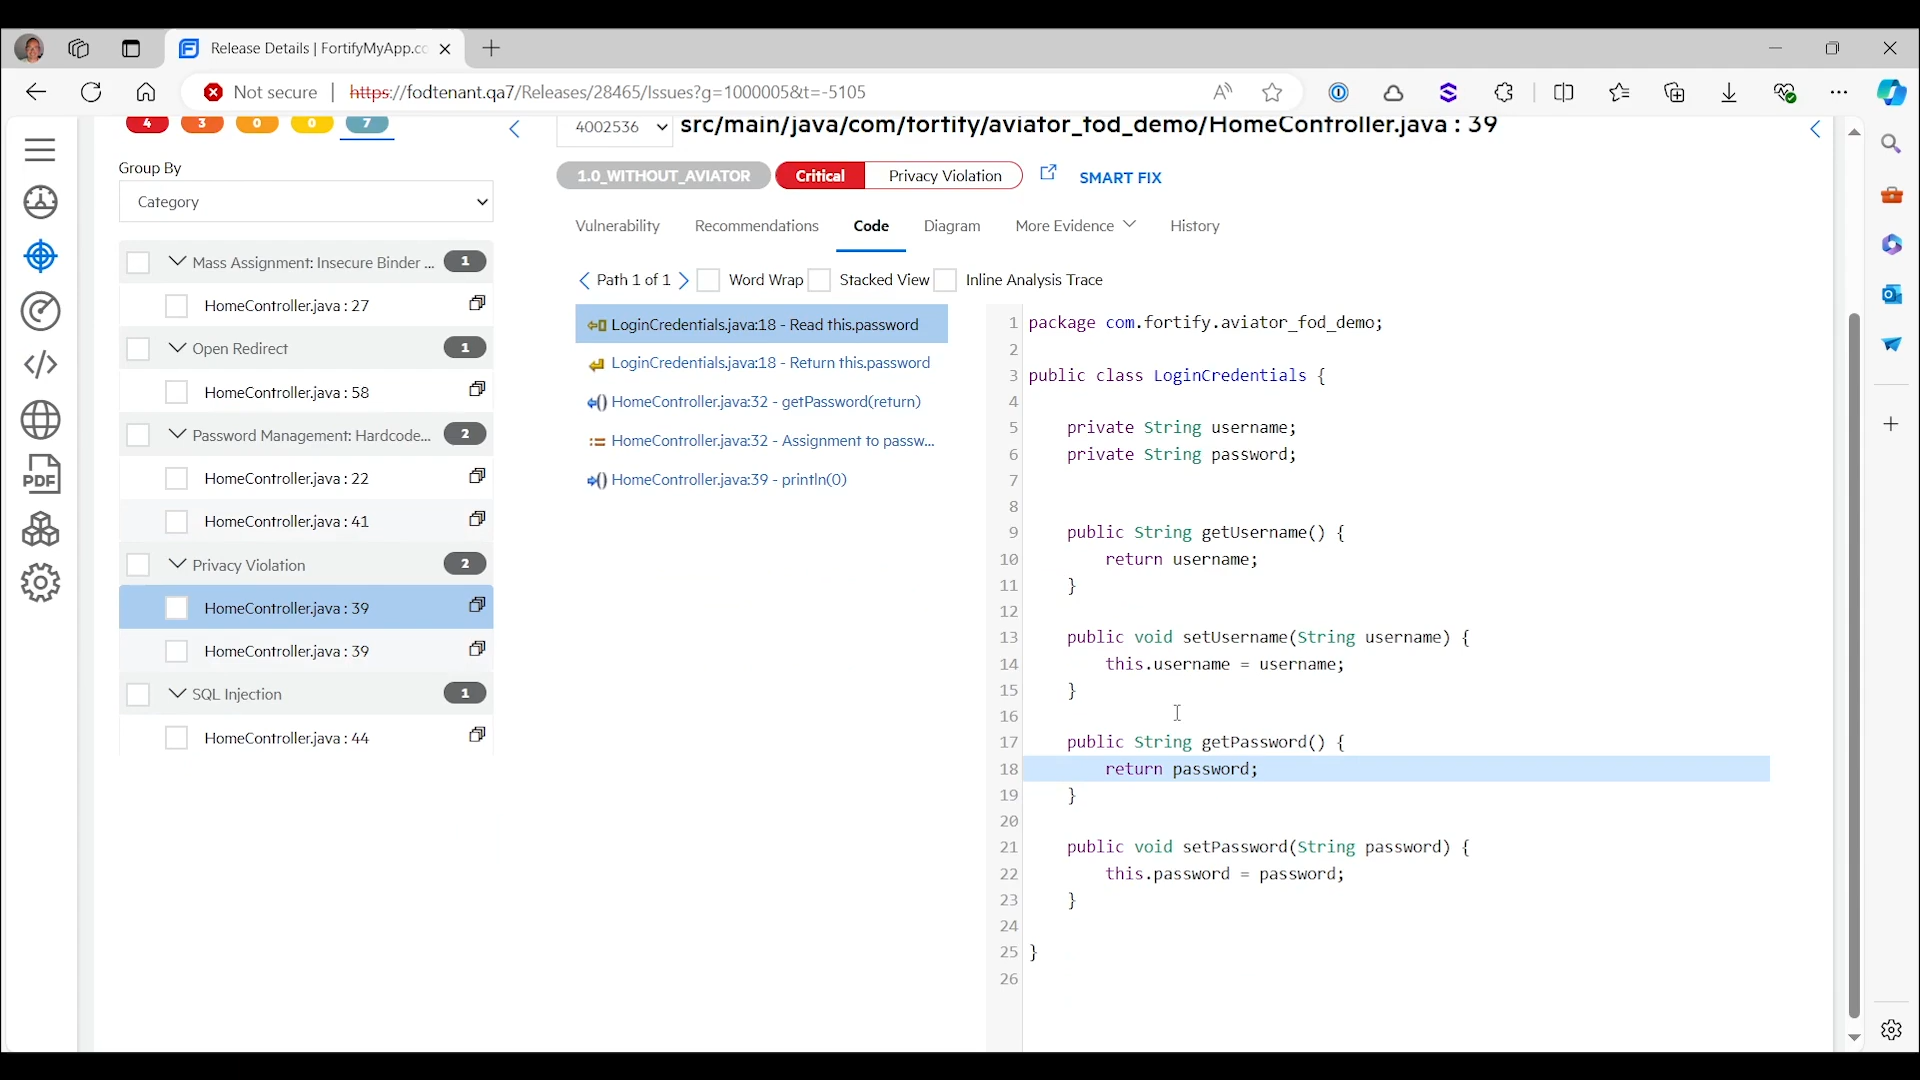 Release Details | FortifyMyApp.co
Not secure
https://fodtenant.qa7/Releases/28465/Issues?g=1000005&t=-5105
4 3 0 0 7
4002536
src/main/java/com/fortify/aviator_fod_demo/HomeController.java : 39
Group By
Category
1.0_WITHOUT_AVIATOR
Critical
Privacy Violation
SMART FIX
Vulnerability
Recommendations
Code
Diagram
More Evidence
History
Path 1 of 1
Word Wrap
Stacked View
Inline Analysis Trace
Mass Assignment: Insecure Binder ... 1
HomeController.java : 27
Open Redirect 1
HomeController.java : 58
Password Management: Hardcode... 2
HomeController.java : 22
HomeController.java : 41
Privacy Violation 2
HomeController.java : 39
HomeController.java : 39
SQL Injection 1
HomeController.java : 44
PDF
LoginCredentials.java:18 - Read this.password
LoginCredentials.java:18 - Return this.password
HomeController.java:32 - getPassword(return)
HomeController.java:32 - Assignment to passw...
HomeController.java:39 - println(0)
1 package com.fortify.aviator_fod_demo;
2
3 public class LoginCredentials {
4
5 private String username;
6 private String password;
7
8
9 public String getUsername() {
10 return username;
11 }
12
13 public void setUsername(String username) {
14 this.username = username;
15 }
16
17 public String getPassword() {
18 return password;
19 }
20
21 public void setPassword(String password) {
22 this.password = password;
23 }
24
25 }
26